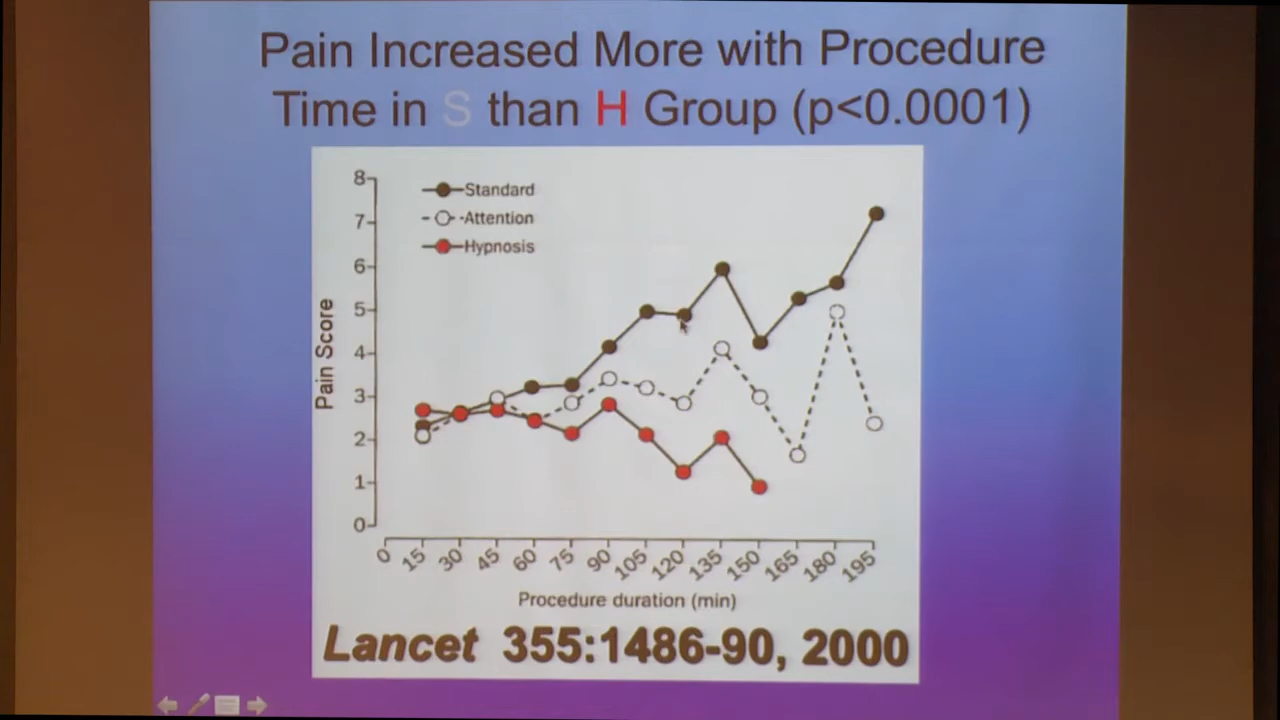 Pain Increased More with Procedure
Time in S than H Group (p<0.0001)
8
Standard
7
Attention
Hypnosis
6
5
4
3
2
1
0
Pain Score
0 15 30 45 60 75 90 105 120 135 150 165 180 195
Procedure duration (min)
Lancet 355:1486-90, 2000